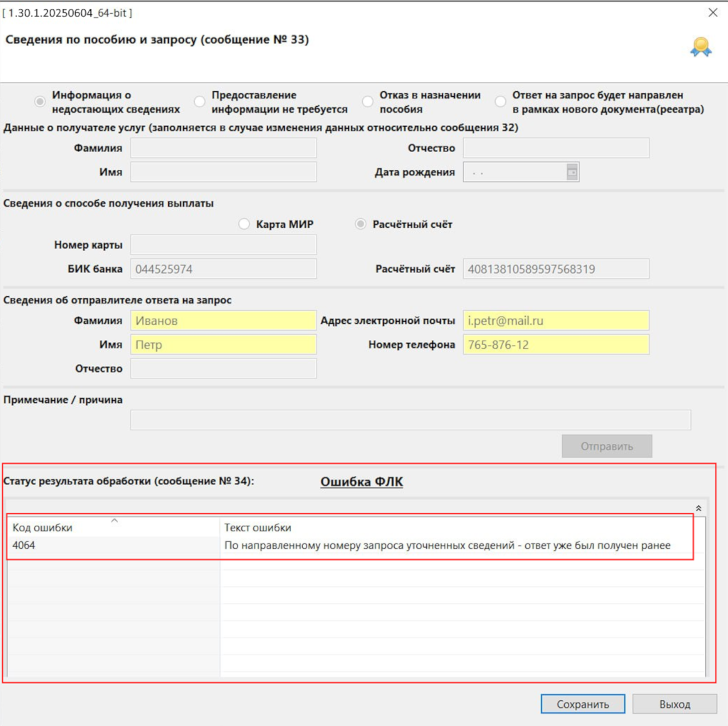 [ 1.30.1.20250604_64-bit ]
Сведения по пособию и запросу (сообщение № 33)
Информация о недостающих сведениях
Предоставление информации не требуется
Отказ в назначении пособия
Ответ на запрос будет направлен в рамках нового документа(рееатра)
Данные о получателе услуг (заполняется в случае изменения данных относительно сообщения 32)
Фамилия Отчество
Имя Дата рождения . .
Сведения о способе получения выплаты
Карта МИР Расчётный счёт
Номер карты
БИК банка 044525974 Расчётный счёт 40813810589597568319
Сведения об отправлителе ответа на запрос
Фамилия Иванов Адрес электронной почты i.petr@mail.ru
Имя Петр Номер телефона 765-876-12
Отчество
Примечание / причина
Отправить
Статус результата обработки (сообщение № 34): Ошибка ФЛК
Код ошибки Текст ошибки
4064 По направленному номеру запроса уточненных сведений - ответ уже был получен ранее
Сохранить Выход